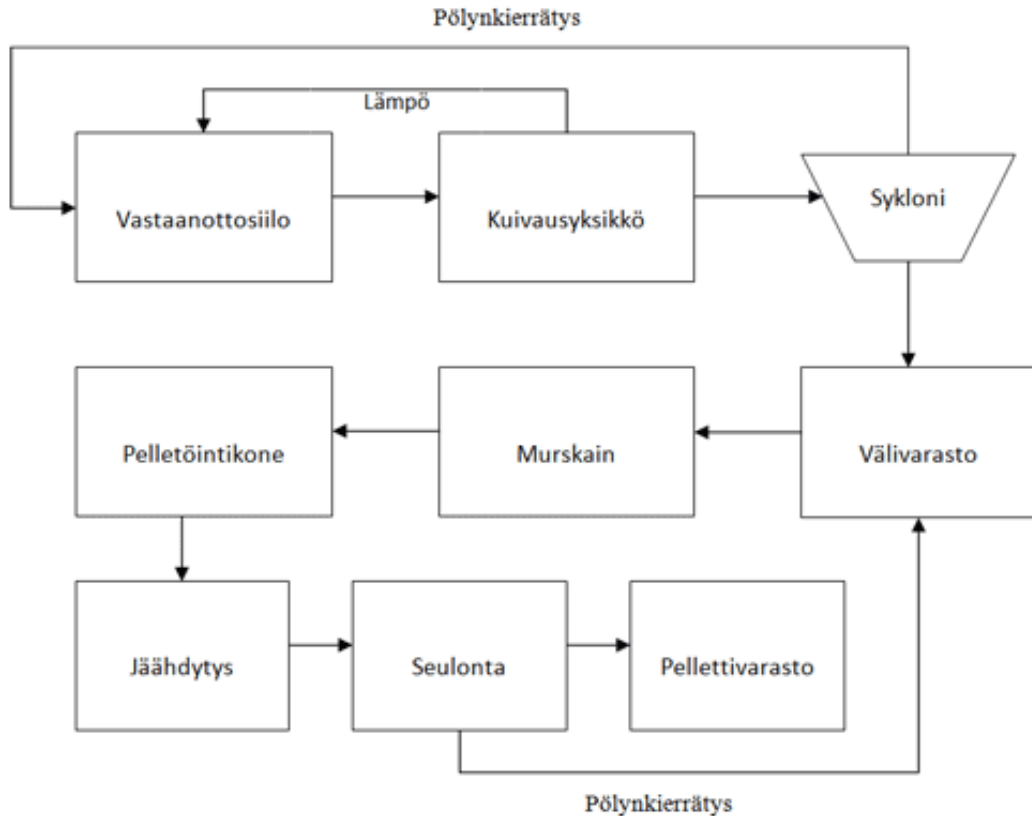 Pölynkierrätys
Lämpö
Vastaanottosiilo
Kuivausyksikkö
Sykloni
Pelletöintikone
Murskain
Välivarasto
Jäähdytys
Seulonta
Pellettivarasto
Pölynkierrätys